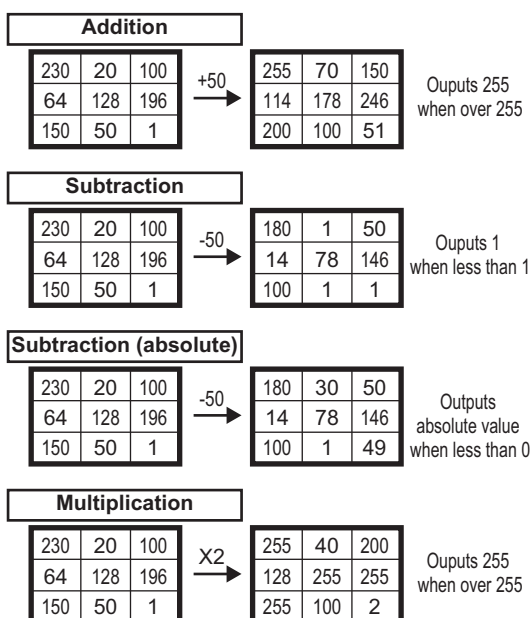 Addition
230 20 100 +50 255 70 150
64 128 196 114 178 246
150 50 1 200 100 51
Ouputs 255
when over 255
Subtraction
230 20 100 -50 180 1 50
64 128 196 14 78 146
150 50 1 100 1 1
Ouputs 1
when less than 1
Subtraction (absolute)
230 20 100 -50 180 30 50
64 128 196 14 78 146
150 50 1 100 1 49
Outputs
absolute value
when less than 0
Multiplication
230 20 100 X2 255 40 200
64 128 196 128 255 255
150 50 1 255 100 2
Ouputs 255
when over 255